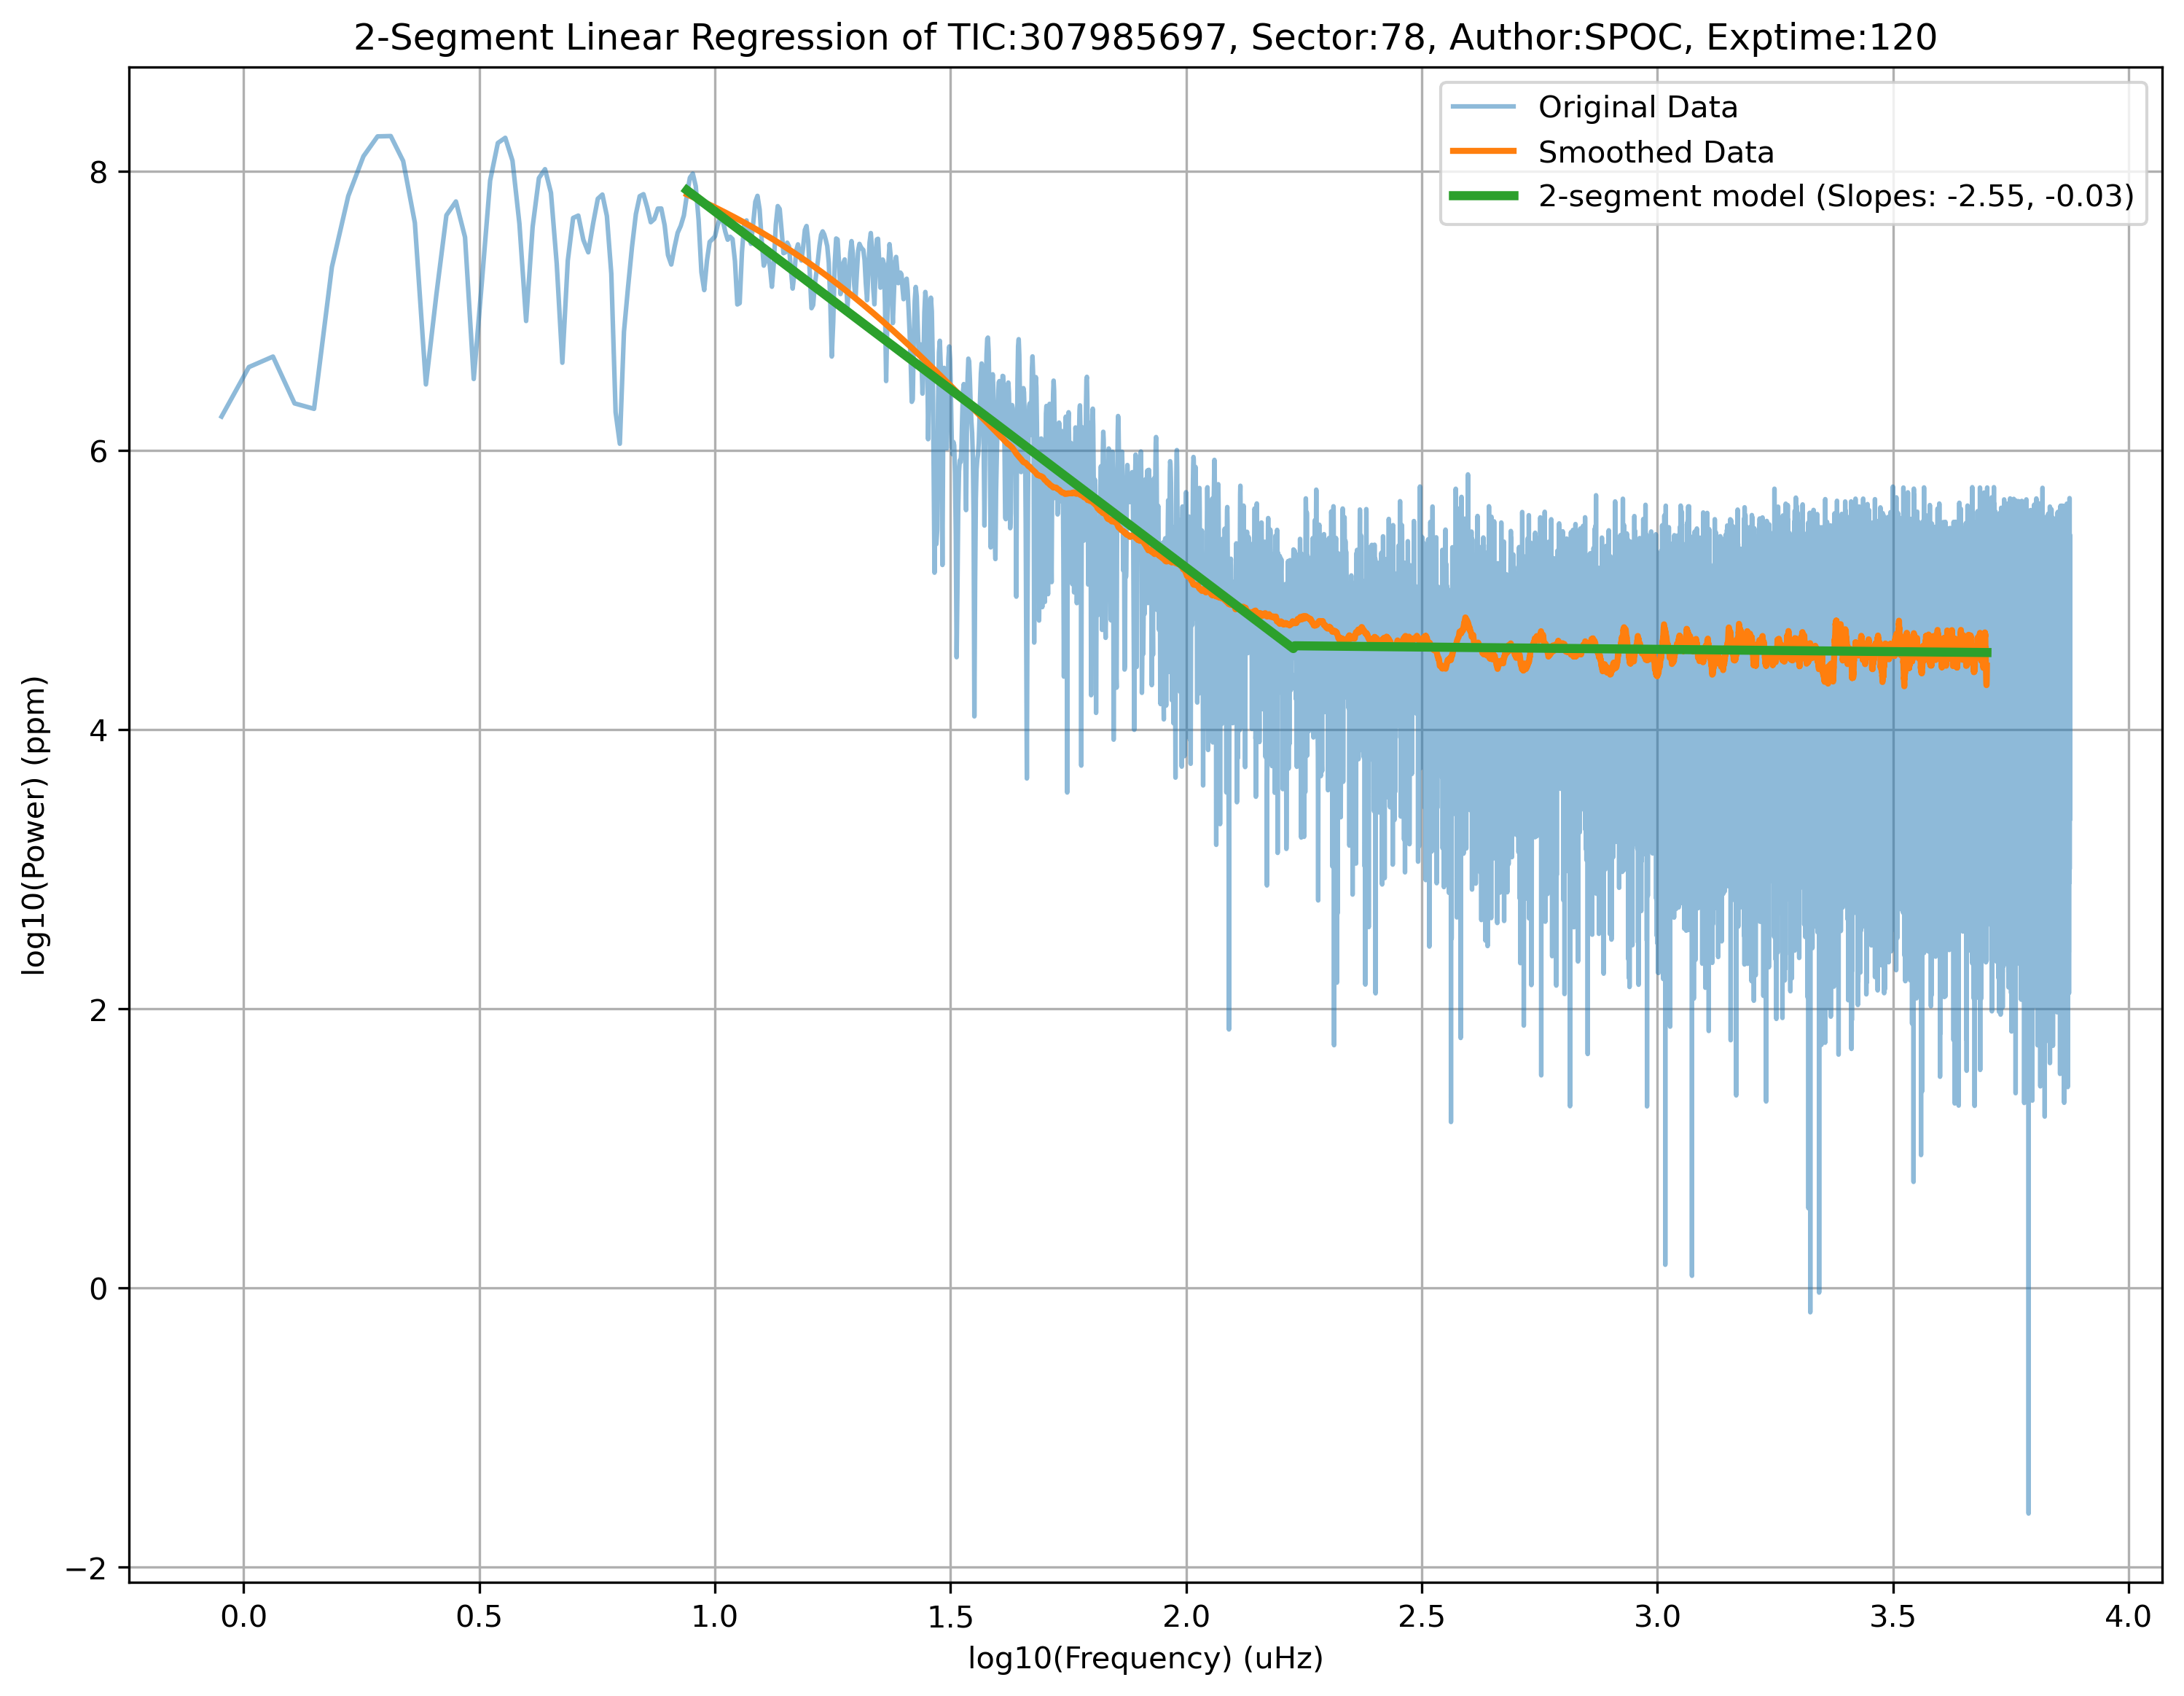 2-Segment Linear Regression of TIC:307985697, Sector:78, Author:SPOC, Exptime:120
Original Data
Smoothed Data
2-segment model (Slopes: -2.55, -0.03)
log10(Power) (ppm)
8
6
4
2
0
−2
0.0 0.5 1.0 1.5 2.0 2.5 3.0 3.5 4.0
log10(Frequency) (uHz)